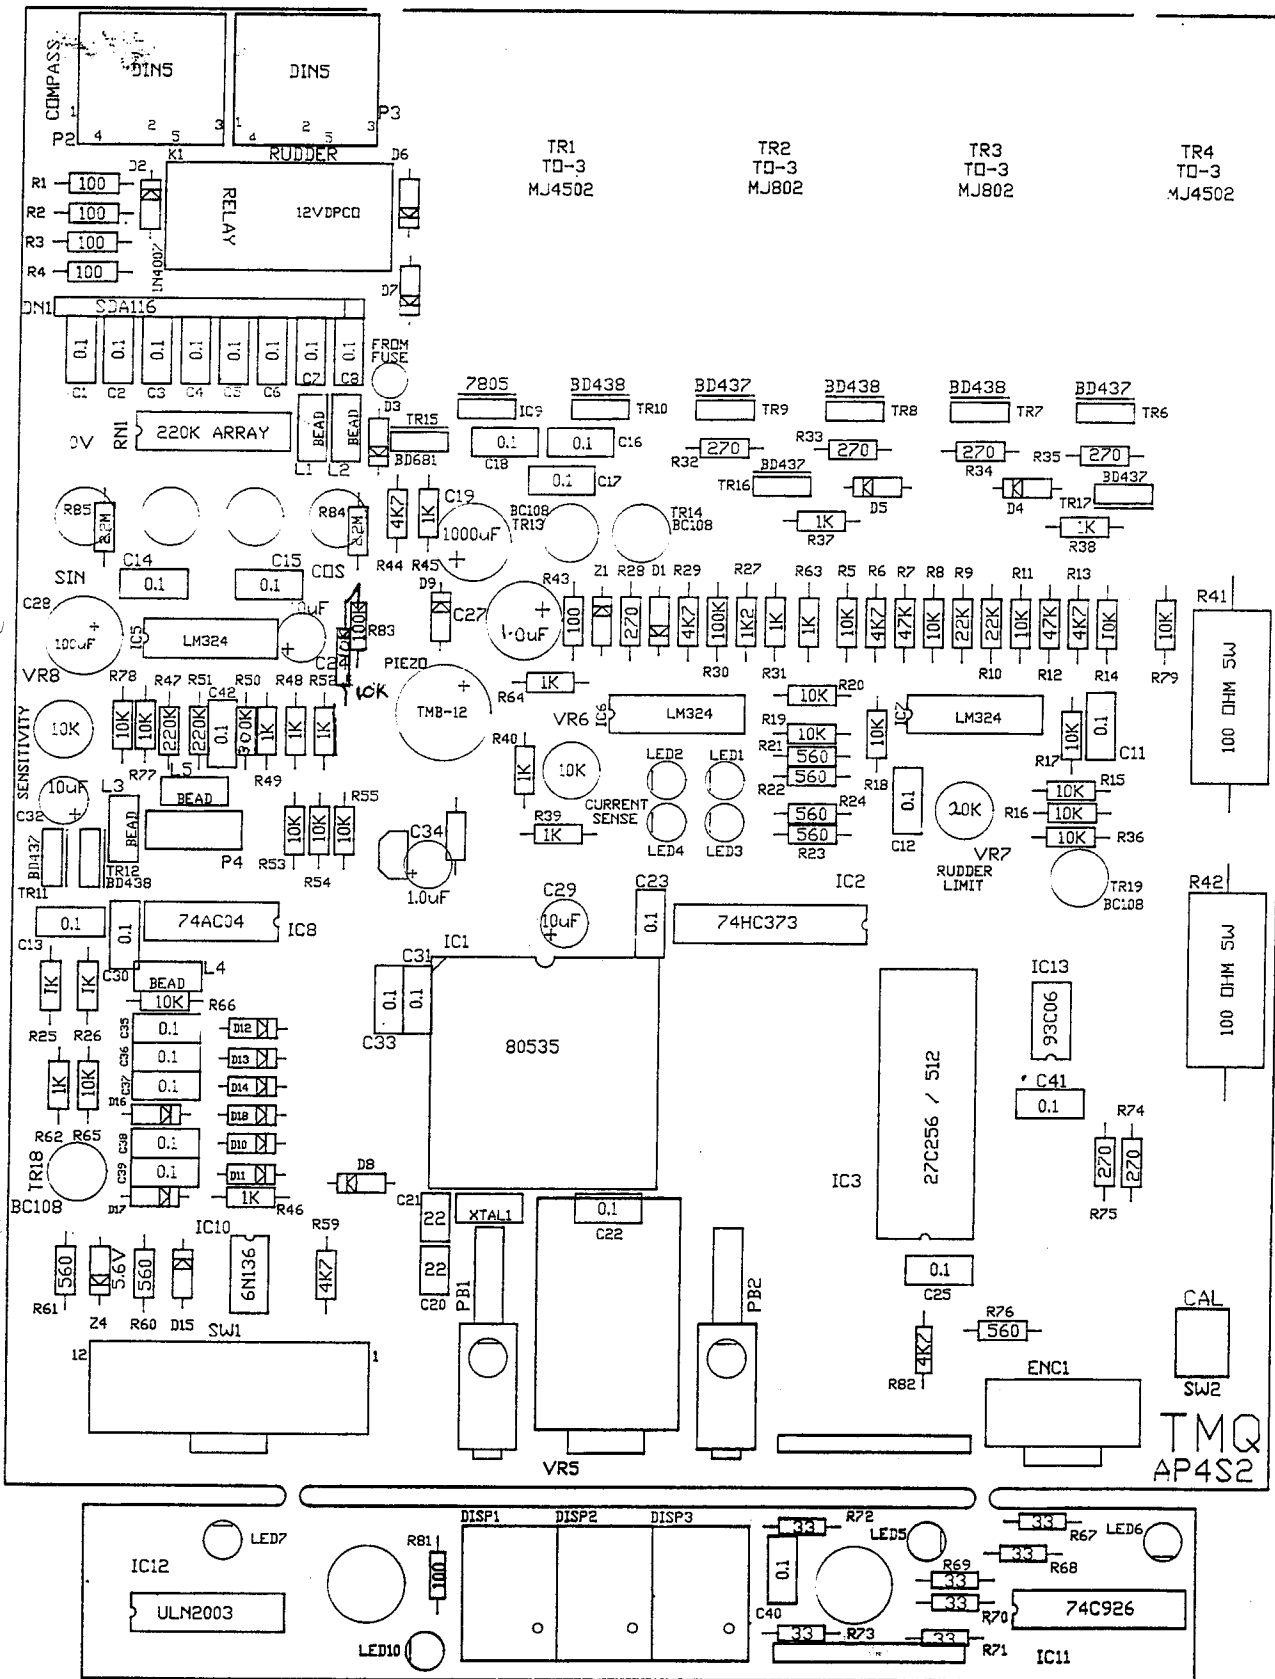 COMPASS
DIN5
DIN5
1
P2
4
2
5
3
1
4
2
5
3
P3
K1
RUDDER
D2
D6
R1 100
R2 100
R3 100
R4 100
1N4007
RELAY
12VDPCO
D7
TR1
TO-3
MJ4502
TR2
TO-3
MJ802
TR3
TO-3
MJ802
TR4
TO-3
MJ4502
DN1
SDA116
0.1
0.1
0.1
0.1
0.1
0.1
0.1
0.1
C1
C2
C3
C4
C5
C6
C7
C8
FROM
FUSE
D3
TR15
BD681
0V
RN1
220K ARRAY
BEAD
BEAD
L1
L2
7805
IC9
BD438
TR10
BD437
TR9
BD438
TR8
BD438
TR7
BD437
TR6
0.1
C18
0.1
C16
0.1
C17
R32
270
R33
270
R34
270
R35
270
BD437
TR16
D5
D4
TR17
BD437
1K
R37
1K
R38
R85
2.2M
R84
2.2M
4K7
R44
1K
R45
C19
1000uF
BC108
TR13
TR14
BC108
SIN
COS
C14
0.1
C15
0.1
C28
100uF
IC5
LM324
C24
100
R83
10K
D9
C27
1.0uF
R43
100
Z1
R28
270
D1
R29
4K7
100K
R30
R27
1K2
1K
R31
R63
1K
R5
10K
R6
4K7
R7
47K
R8
10K
R9
22K
22K
R10
R11
10K
47K
R12
R13
4K7
10K
R14
10K
R79
R41
100 OHM 5W
VR8
10K
SENSITIVITY
R78
10K
10K
R77
R47
220K
R51
220K
C42
0.1
R50
300K
1K
R49
R48
1K
R52
1K
PIEZO
TMB-12
R64
1K
IC6
LM324
R20
10K
R19
10K
R21
560
560
R22
10K
R18
IC7
LM324
R17
10K
0.1
C11
VR6
10K
R40
1K
R39
1K
CURRENT
SENSE
LED2
LED1
LED4
LED3
R24
560
560
R23
0.1
C12
20K
VR7
RUDDER
LIMIT
10K R15
R16 10K
10K R36
TR19
BC108
10uF
C32
L3
BEAD
L5
BEAD
P4
BD437
TR11
TR12
BD438
10K
R53
10K
R54
R55
10K
C34
1.0uF
R42
100 OHM 5W
0.1
C13
0.1
C30
74AC04
IC8
IC1
C29
10uF
C23
0.1
IC2
74HC373
L4
BEAD
10K R66
1K
R25
1K
R26
C31
0.1
0.1
C33
80535
27C256 / 512
IC3
IC13
93C06
C41
0.1
C35 0.1
C36 0.1
C37 0.1
D16
C38 0.1
C39 0.1
D17
D12
D13
D14
D18
D10
D11
1K
R46
1K
R62
10K
R65
TR18
BC108
D8
C21
22
22
C20
XTAL1
0.1
C22
R74
270
270
R75
560
R61
5.6V
Z4
560
R60
D15
IC10
6N136
R59
4K7
PB1
PB2
0.1
C25
R76
560
4K7
R82
CAL
SW2
12
SW1
1
VR5
ENC1
TMQ
AP4S2
LED7
IC12
ULN2003
R81
100
LED10
DISP1
DISP2
DISP3
33
R72
0.1
C40
33
R73
LED5
R69
33
33
R70
33
R71
33
R67
33
R68
LED6
74C926
IC11